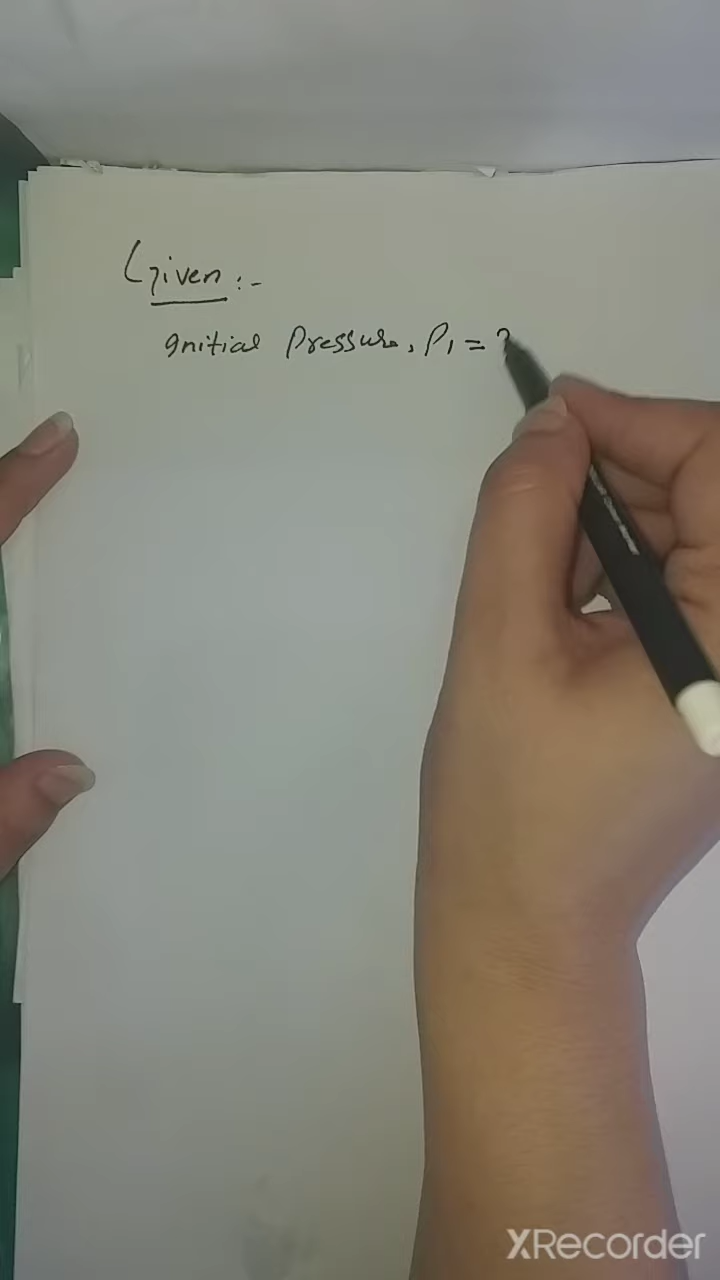 Given :-
Initial Pressure, P1 =
XRecorder